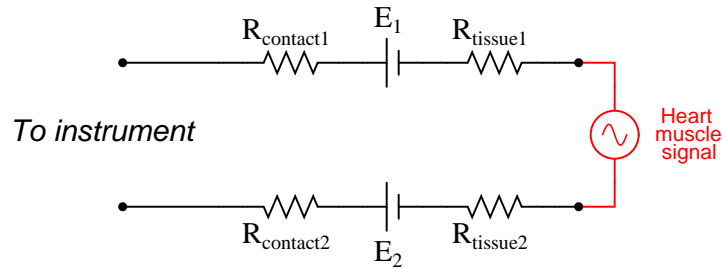 E1
Rcontact1
Rtissue1
To instrument
Heart
muscle
signal
Rcontact2
Rtissue2
E2